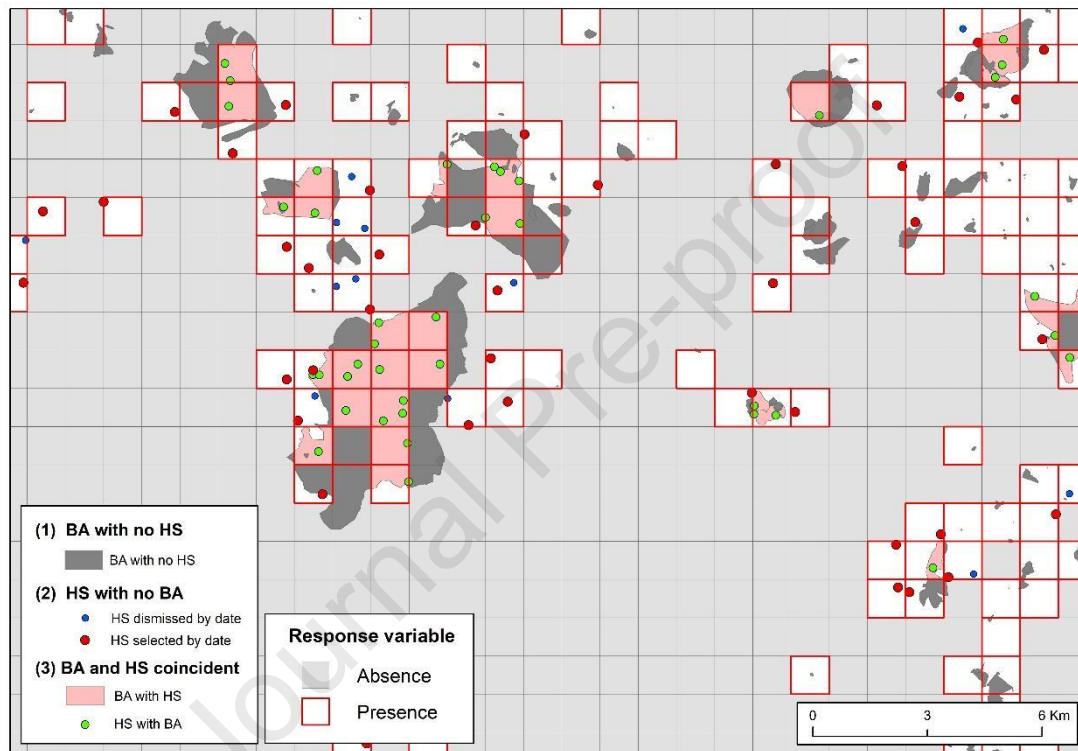 Journal Pre-proof
(1) BA with no HS
BA with no HS
(2) HS with no BA
HS dismissed by date
HS selected by date
(3) BA and HS coincident
BA with HS
HS with BA
Response variable
Absence
Presence
0 3 6 Km